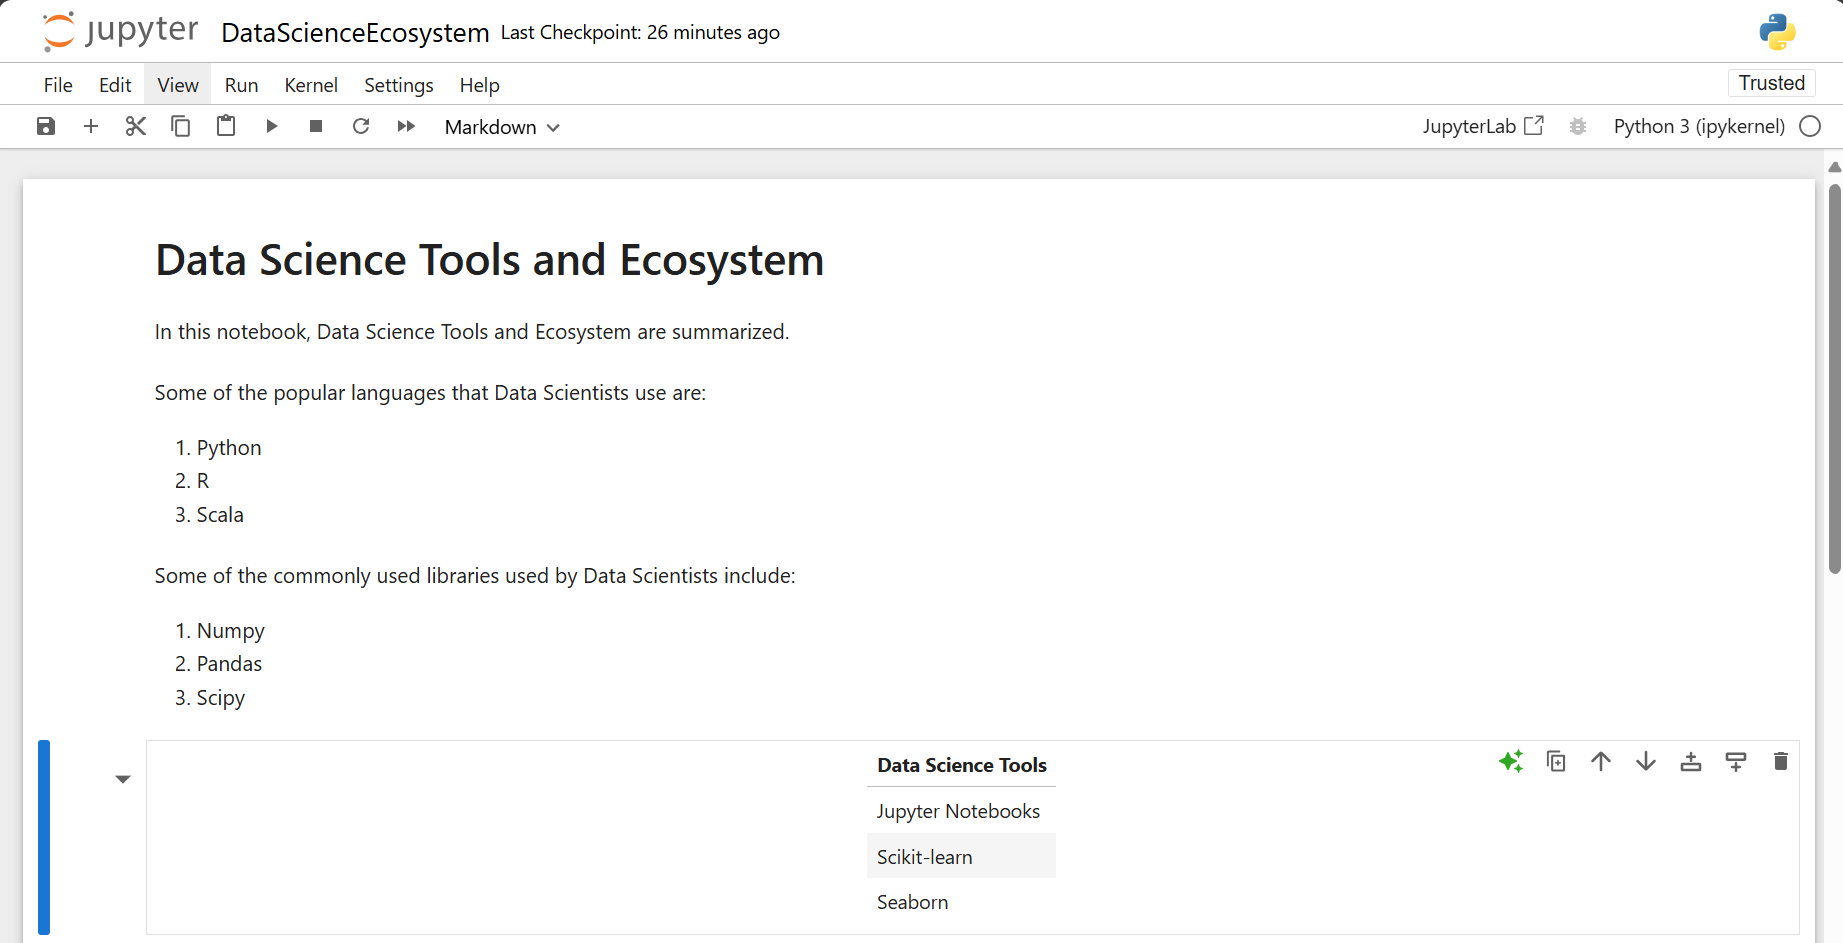 jupyter DataScienceEcosystem Last Checkpoint: 26 minutes ago
File Edit View Run Kernel Settings Help Trusted
Markdown JupyterLab Python 3 (ipykernel)
Data Science Tools and Ecosystem
In this notebook, Data Science Tools and Ecosystem are summarized.
Some of the popular languages that Data Scientists use are:
1. Python
2. R
3. Scala
Some of the commonly used libraries used by Data Scientists include:
1. Numpy
2. Pandas
3. Scipy
Data Science Tools
Jupyter Notebooks
Scikit-learn
Seaborn